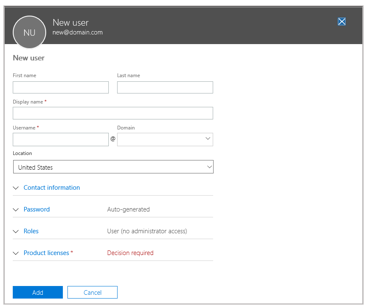 NU
New user
new@domain.com
New user
First name Last name
Display name *
Username * Domain
@
Location
United States
Contact information
Password Auto-generated
Roles User (no administrator access)
Product licenses * Decision required
Add Cancel